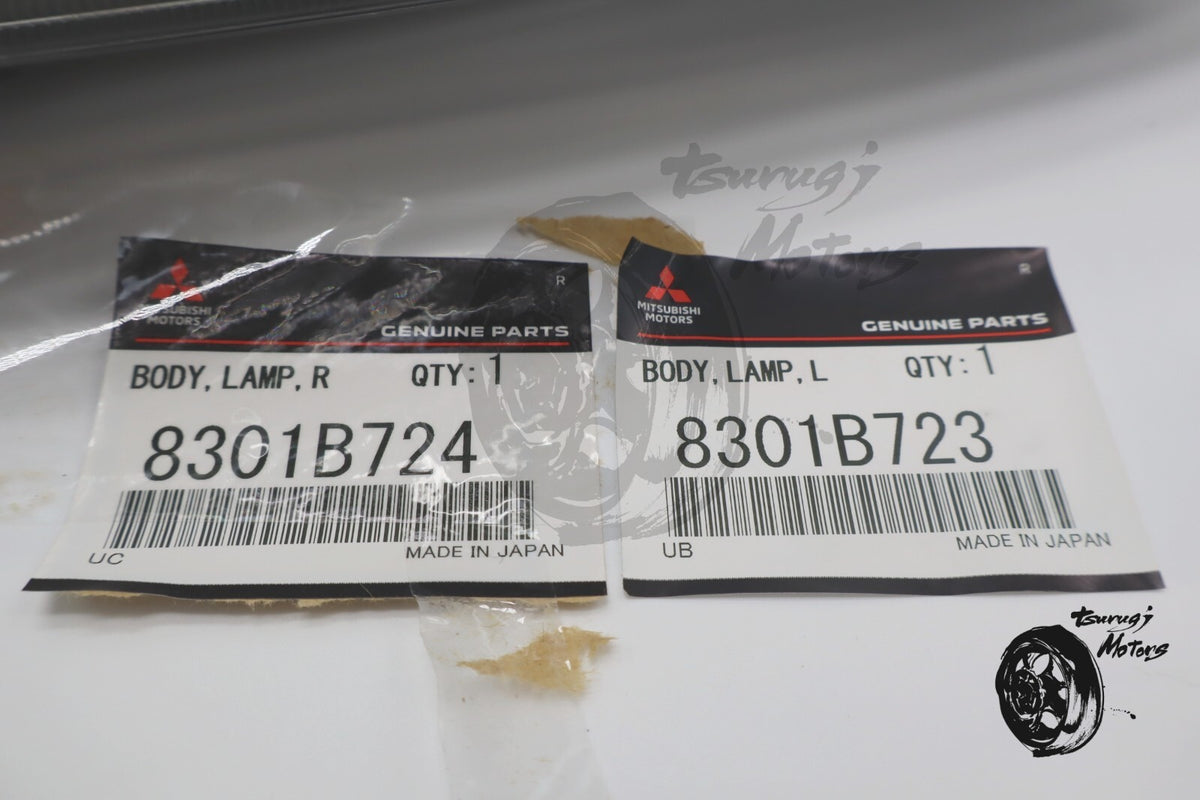 tsurugi
Motors
R
MITSUBISHI
MOTORS
GENUINE PARTS
BODY, LAMP, R QTY: 1
8301B724
UC MADE IN JAPAN
R
MITSUBISHI
MOTORS
GENUINE PARTS
BODY, LAMP, L QTY: 1
8301B723
UB MADE IN JAPAN
tsurugi
Motors